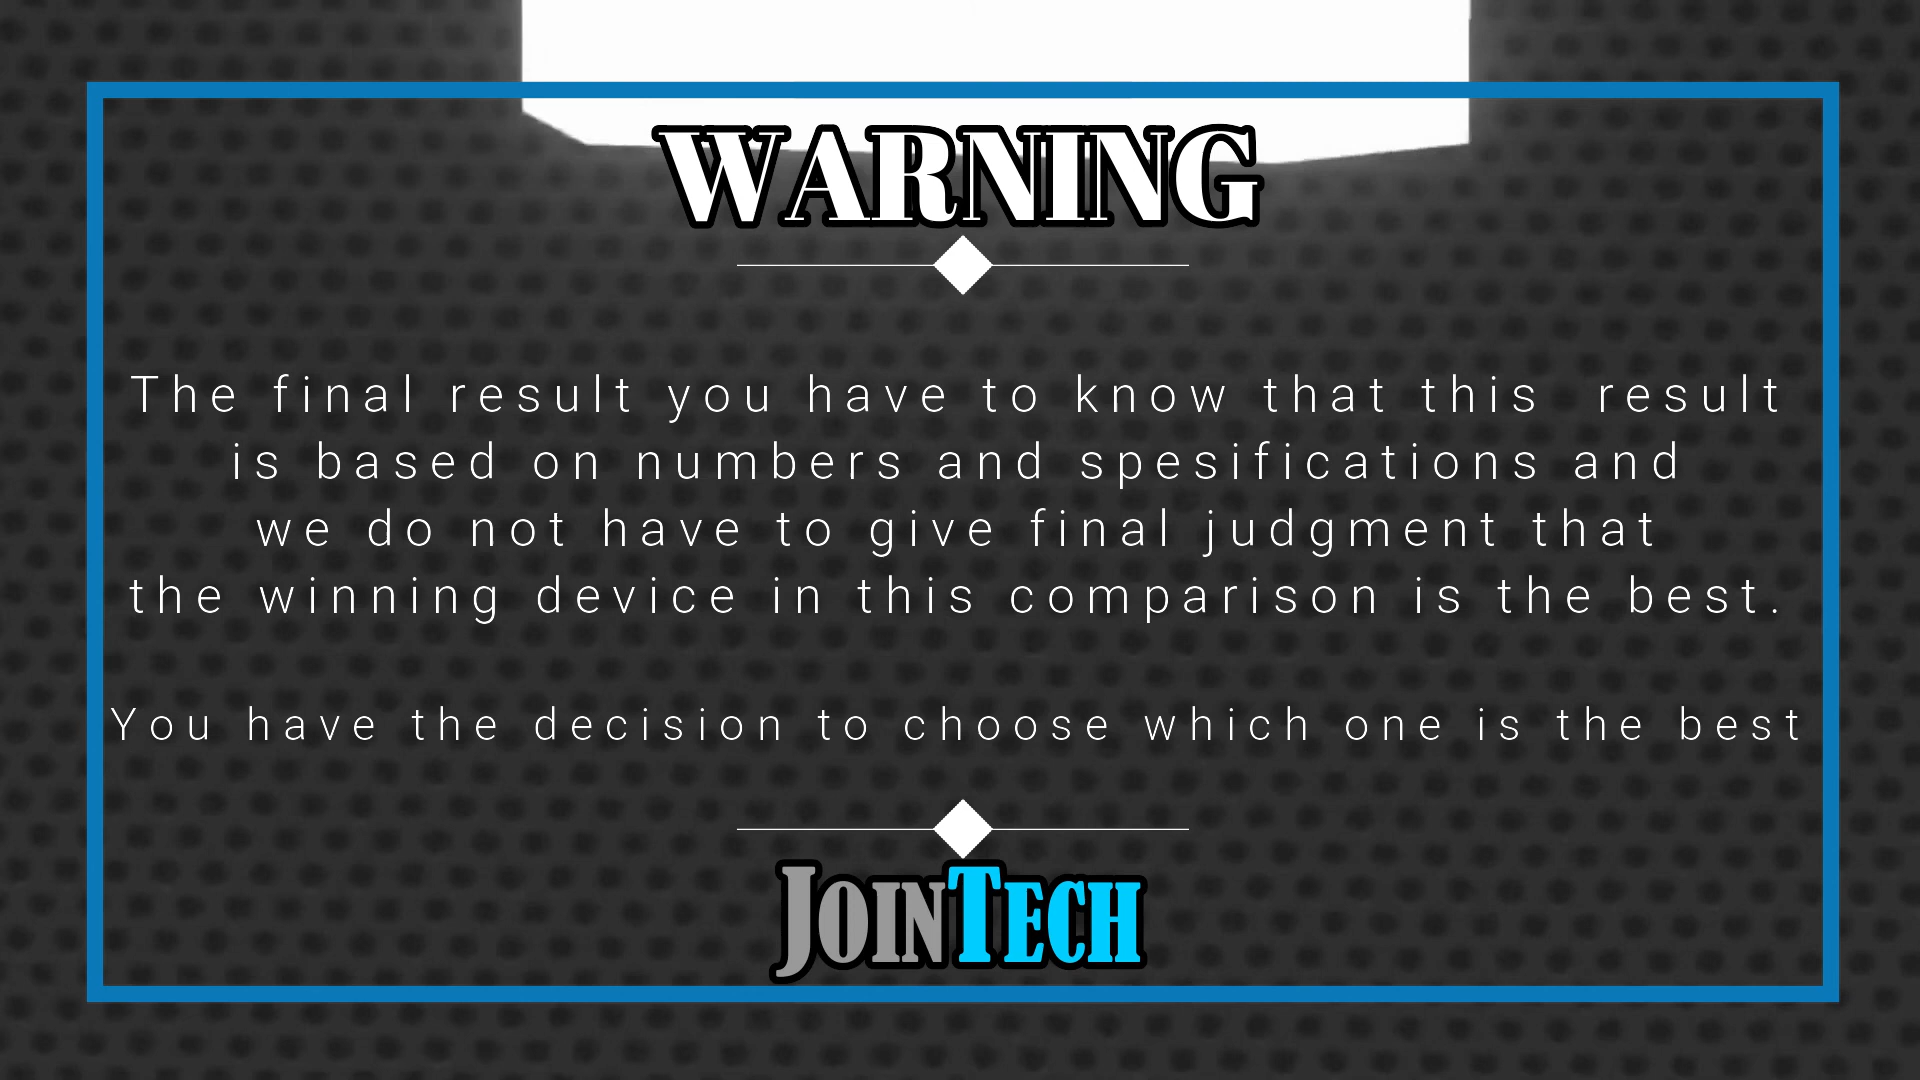 WARNING
The final result you have to know that this result
is based on numbers and spesifications and
we do not have to give final judgment that
the winning device in this comparison is the best.
You have the decision to choose which one is the best
JOINTECH